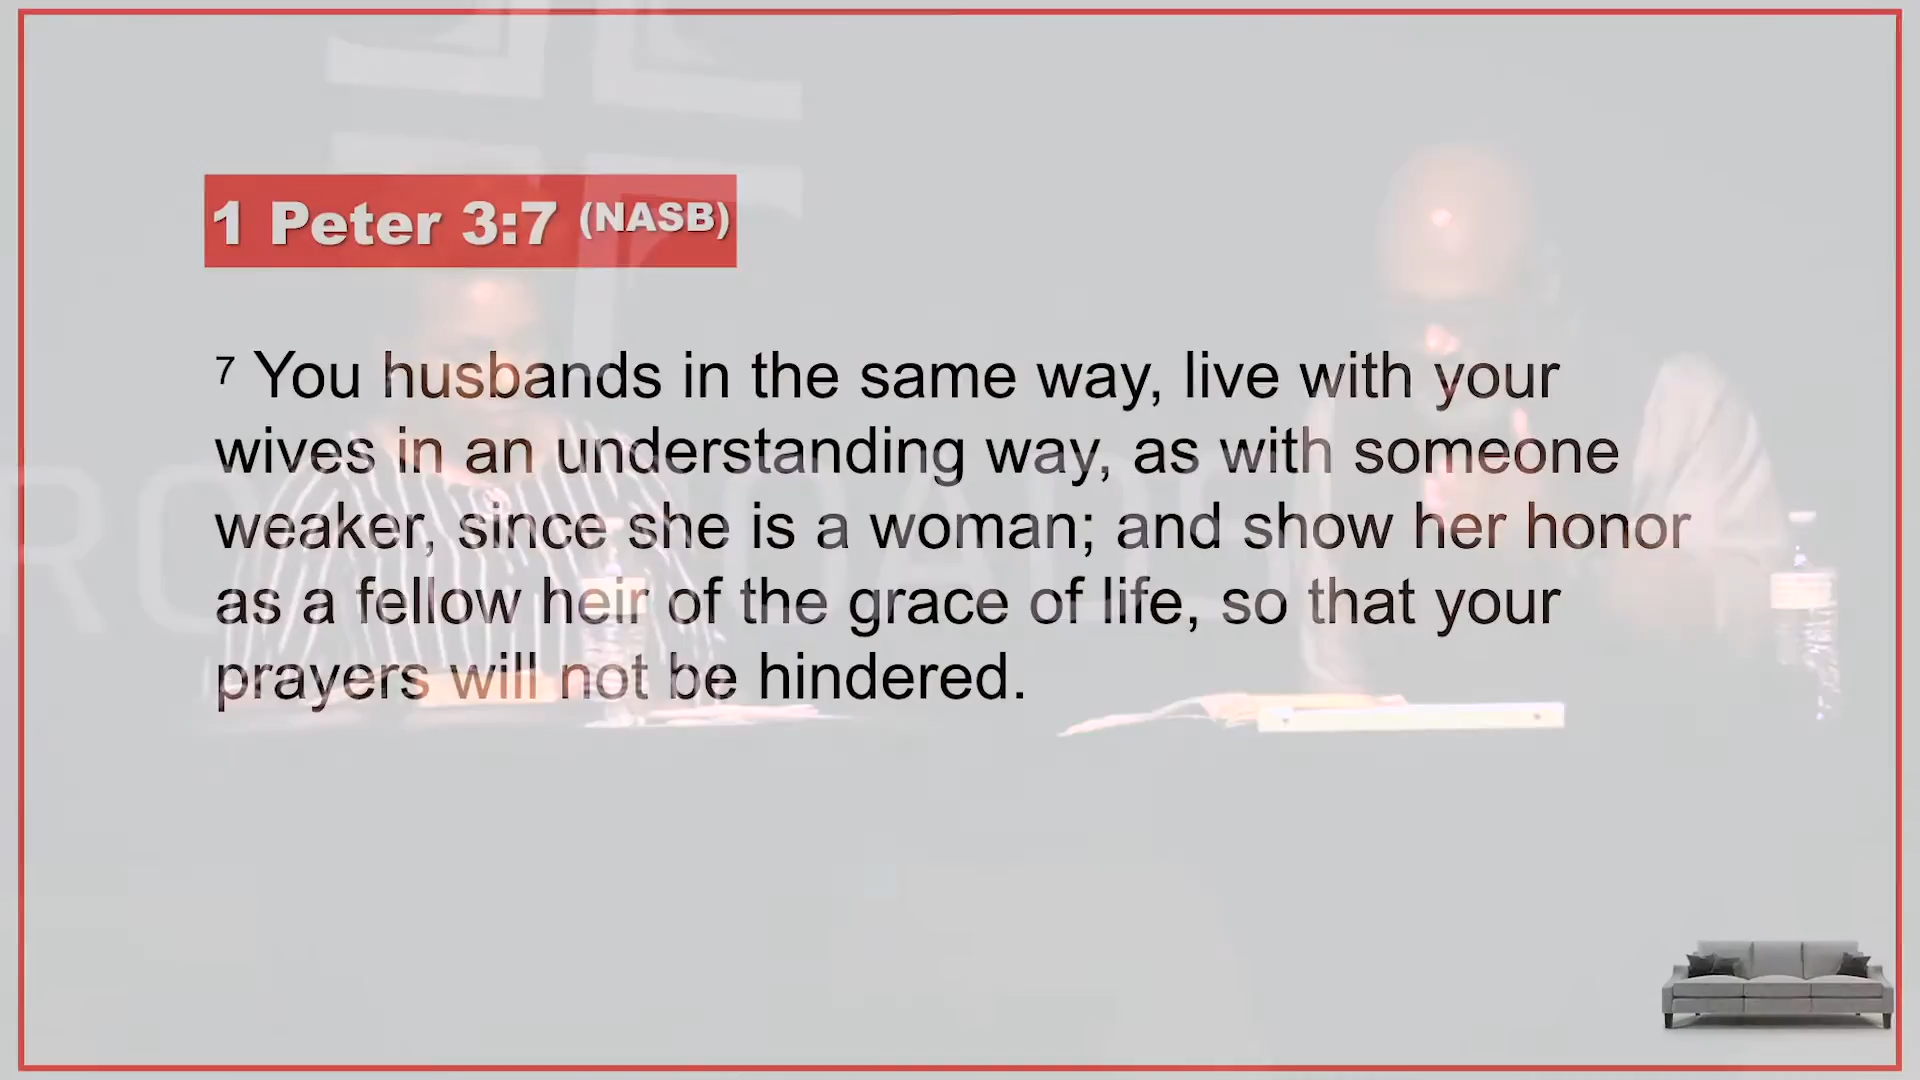 1 Peter 3:7 (NASB)
7 You husbands in the same way, live with your
wives in an understanding way, as with someone
weaker, since she is a woman; and show her honor
as a fellow heir of the grace of life, so that your
prayers will not be hindered.